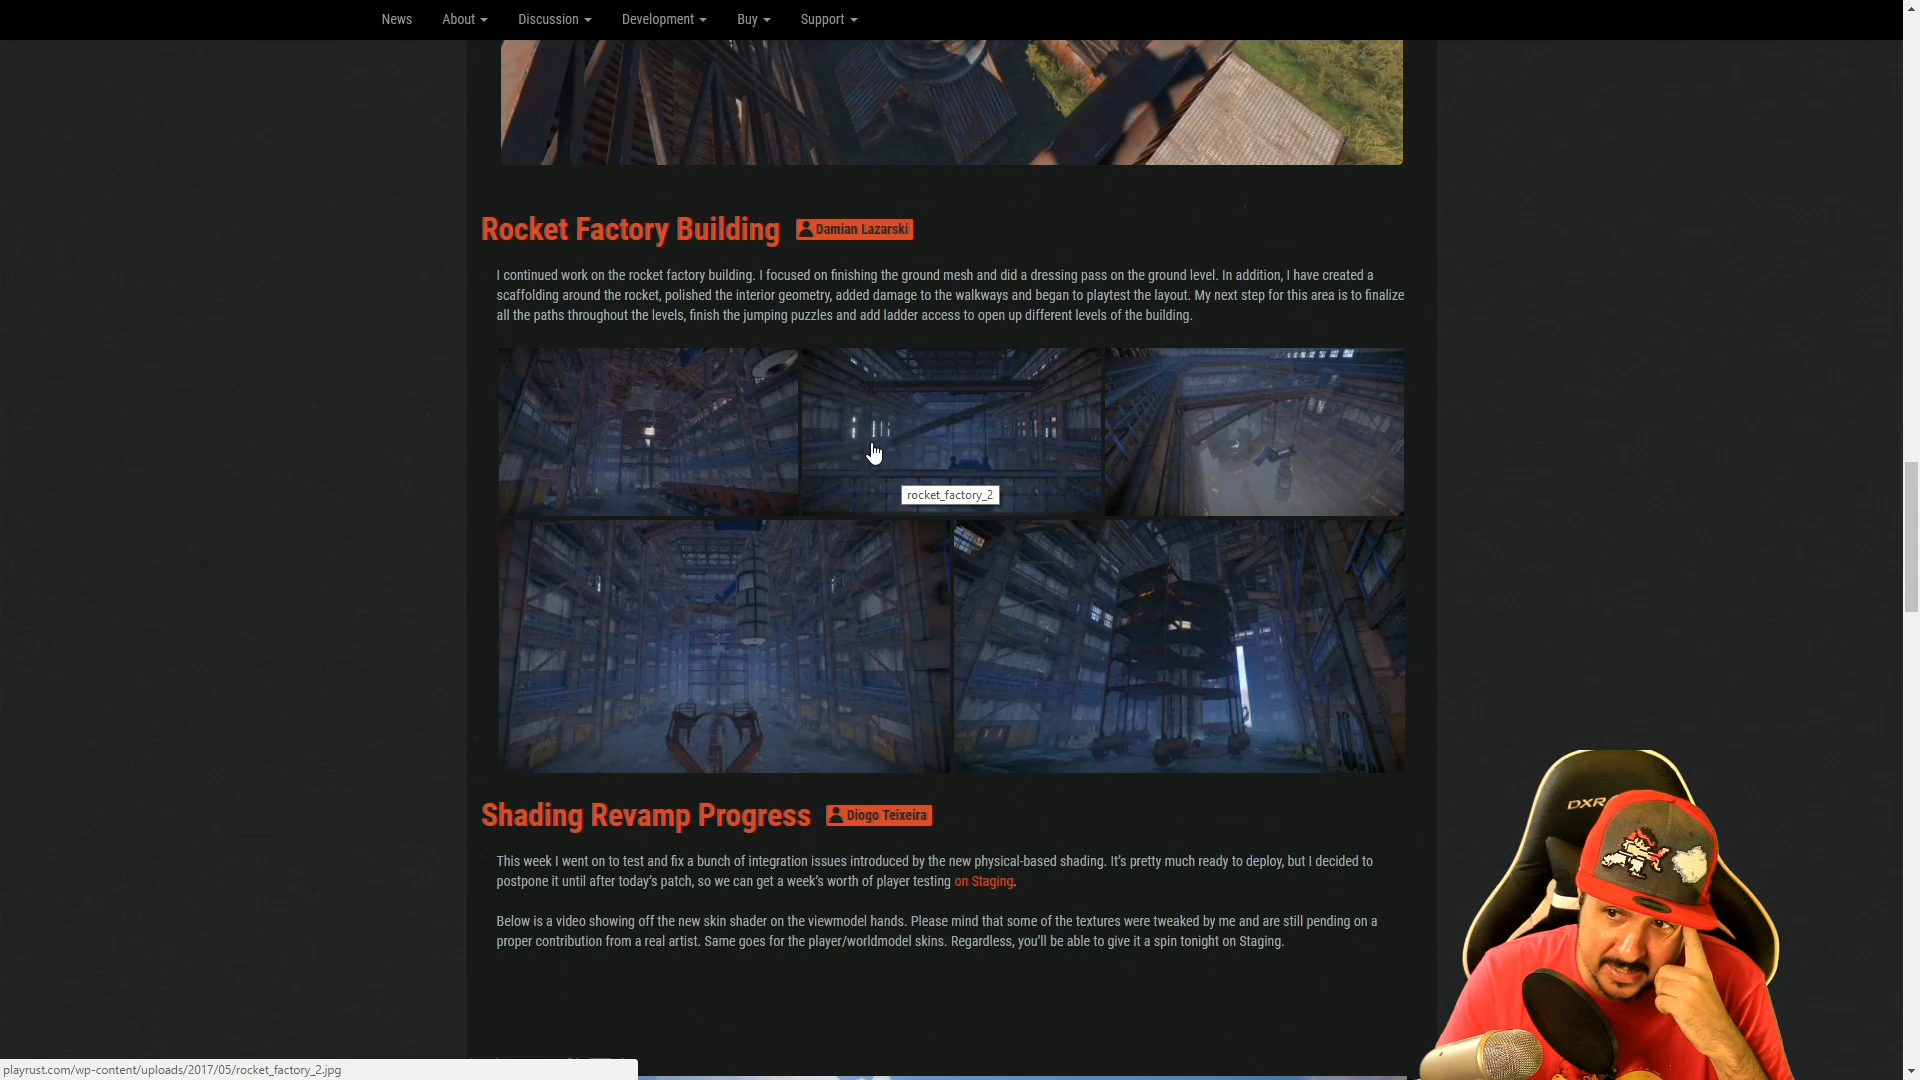 News About Discussion Development Buy Support
Rocket Factory Building Damian Lazarski
I continued work on the rocket factory building. I focused on finishing the ground mesh and did a dressing pass on the ground level. In addition, I have created a
scaffolding around the rocket, polished the interior geometry, added damage to the walkways and began to playtest the layout. My next step for this area is to finalize
all the paths throughout the levels, finish the jumping puzzles and add ladder access to open up different levels of the building.
rocket_factory_2
Shading Revamp Progress Diogo Teixeira
This week I went on to test and fix a bunch of integration issues introduced by the new physical-based shading. It's pretty much ready to deploy, but I decided to
postpone it until after today's patch, so we can get a week's worth of player testing on Staging.
Below is a video showing off the new skin shader on the viewmodel hands. Please mind that some of the textures were tweaked by me and are still pending on a
proper contribution from a real artist. Same goes for the player/worldmodel skins. Regardless, you'll be able to give it a spin tonight on Staging.
DXR
playrust.com/wp-content/uploads/2017/05/rocket_factory_2.jpg